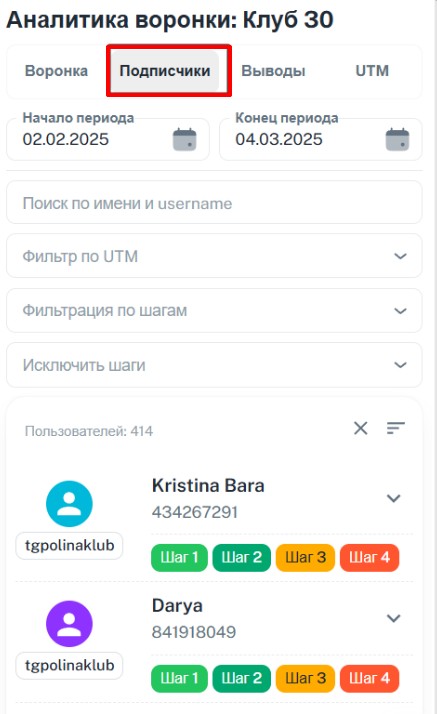 Аналитика воронки: Клуб 30
Воронка Подписчики Выводы UTM
Начало периода Конец периода
02.02.2025 04.03.2025
Поиск по имени и username
Фильтр по UTM
Фильтрация по шагам
Исключить шаги
Пользователей: 414
Kristina Bara
434267291
tgpolinaklub
Шаг 1 Шаг 2 Шаг 3 Шаг 4
Darya
841918049
tgpolinaklub
Шаг 1 Шаг 2 Шаг 3 Шаг 4